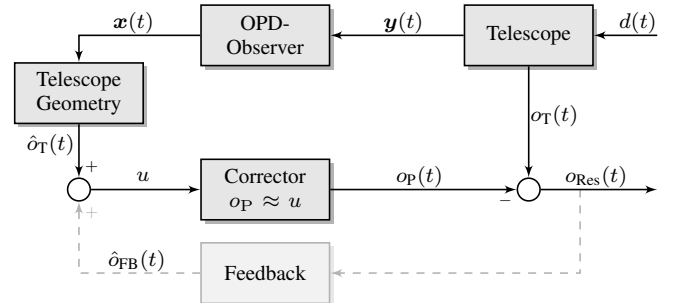 x(t)
OPD-
Observer
y(t)
Telescope
d(t)
Telescope
Geometry
o_T(t)
ô_T(t)
+
u
Corrector
o_P ≈ u
o_P(t)
−
o_Res(t)
+
ô_FB(t)
Feedback